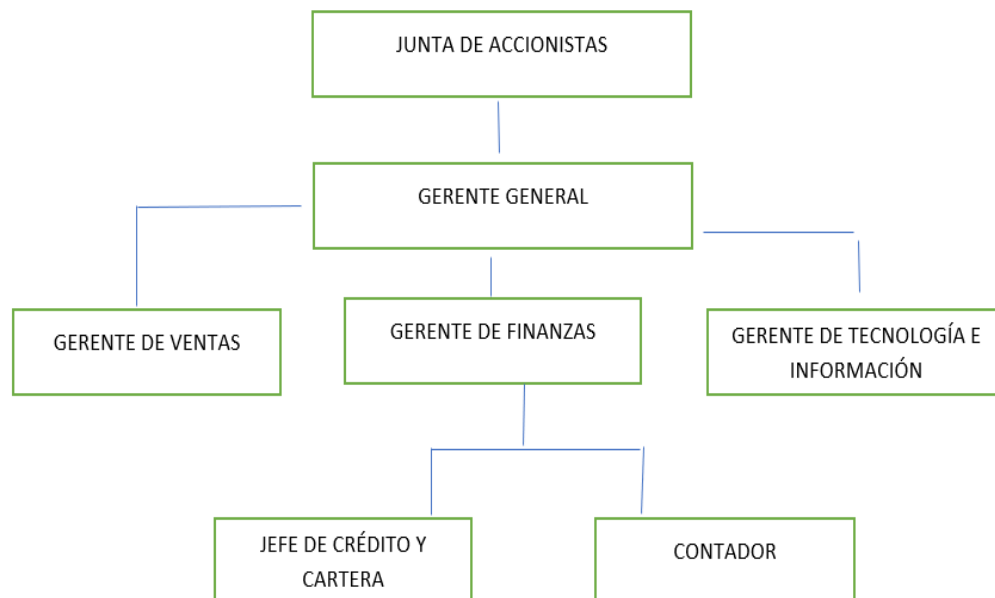 JUNTA DE ACCIONISTAS
GERENTE GENERAL
GERENTE DE VENTAS
GERENTE DE FINANZAS
GERENTE DE TECNOLOGÍA E
INFORMACIÓN
JEFE DE CRÉDITO Y
CARTERA
CONTADOR